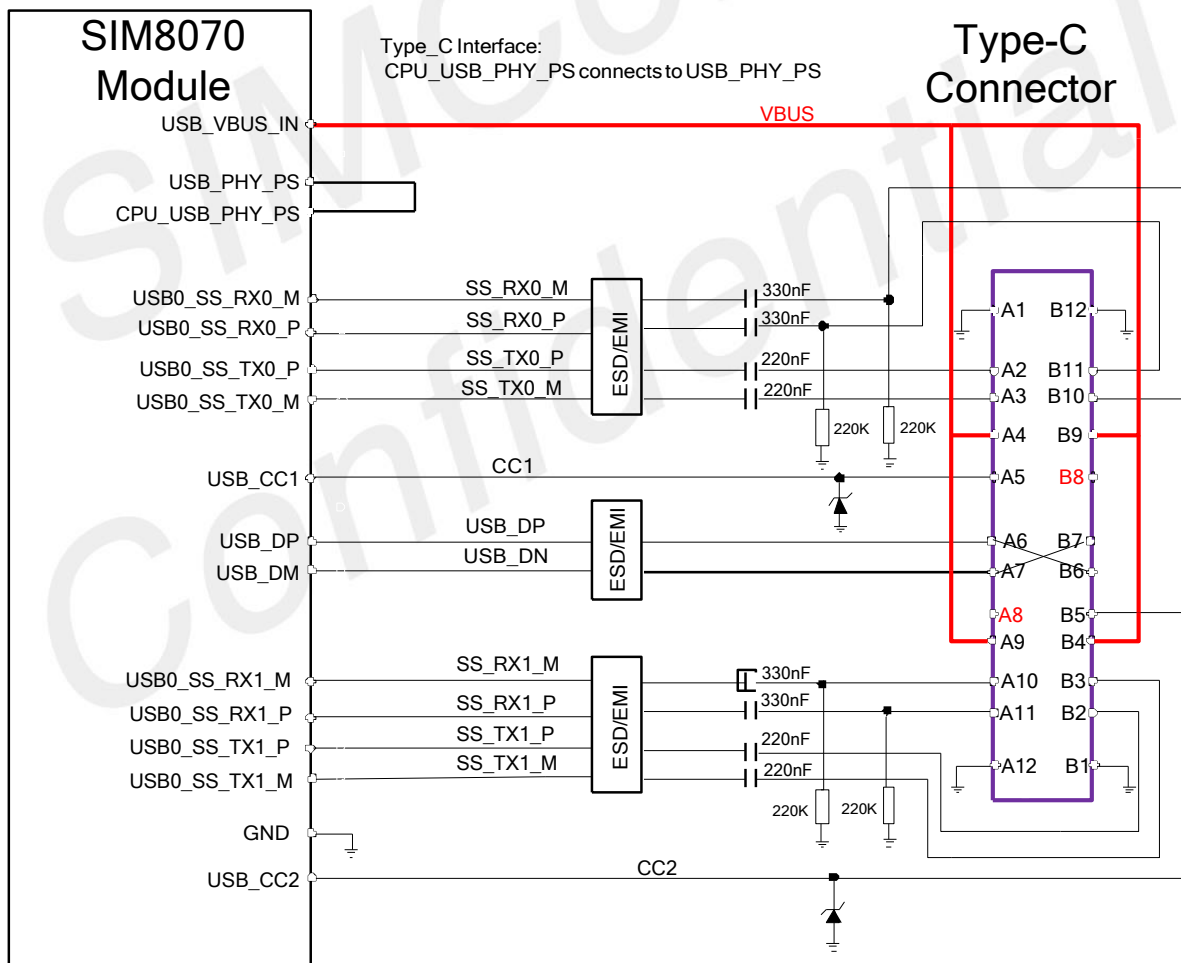 SIM8070
Module
Type_C Interface:
CPU_USB_PHY_PS connects to USB_PHY_PS
Type-C
Connector
SIMCo
Confidential
VBUS
USB_VBUS_IN
USB_PHY_PS
CPU_USB_PHY_PS
USB0_SS_RX0_M
SS_RX0_M
330nF
USB0_SS_RX0_P
SS_RX0_P
330nF
USB0_SS_TX0_P
SS_TX0_P
220nF
USB0_SS_TX0_M
SS_TX0_M
220nF
ESD/EMI
220K
220K
A1
B12
A2
B11
A3
B10
A4
B9
USB_CC1
CC1
A5
B8
USB_DP
USB_DP
A6
B7
USB_DM
USB_DN
A7
B6
ESD/EMI
A8
B5
A9
B4
USB0_SS_RX1_M
SS_RX1_M
330nF
A10
B3
USB0_SS_RX1_P
SS_RX1_P
330nF
A11
B2
USB0_SS_TX1_P
SS_TX1_P
220nF
USB0_SS_TX1_M
SS_TX1_M
220nF
ESD/EMI
A12
B1
220K
220K
GND
USB_CC2
CC2